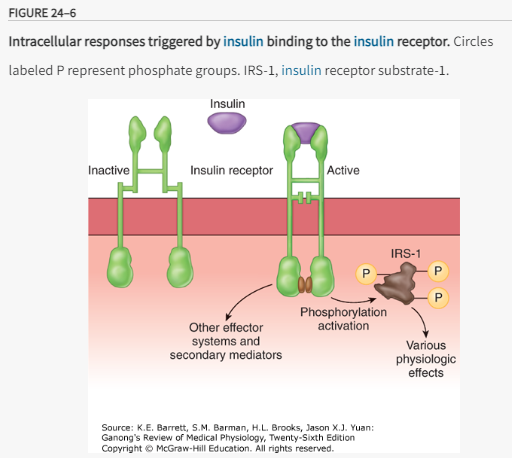 FIGURE 24–6
Intracellular responses triggered by insulin binding to the insulin receptor. Circles
labeled P represent phosphate groups. IRS-1, insulin receptor substrate-1.
Insulin
Inactive
Insulin receptor
Active
IRS-1
P
P
P
Phosphorylation
activation
Other effector
systems and
secondary mediators
Various
physiologic
effects
Source: K.E. Barrett, S.M. Barman, H.L. Brooks, Jason X.J. Yuan:
Ganong's Review of Medical Physiology, Twenty-Sixth Edition
Copyright © McGraw-Hill Education. All rights reserved.